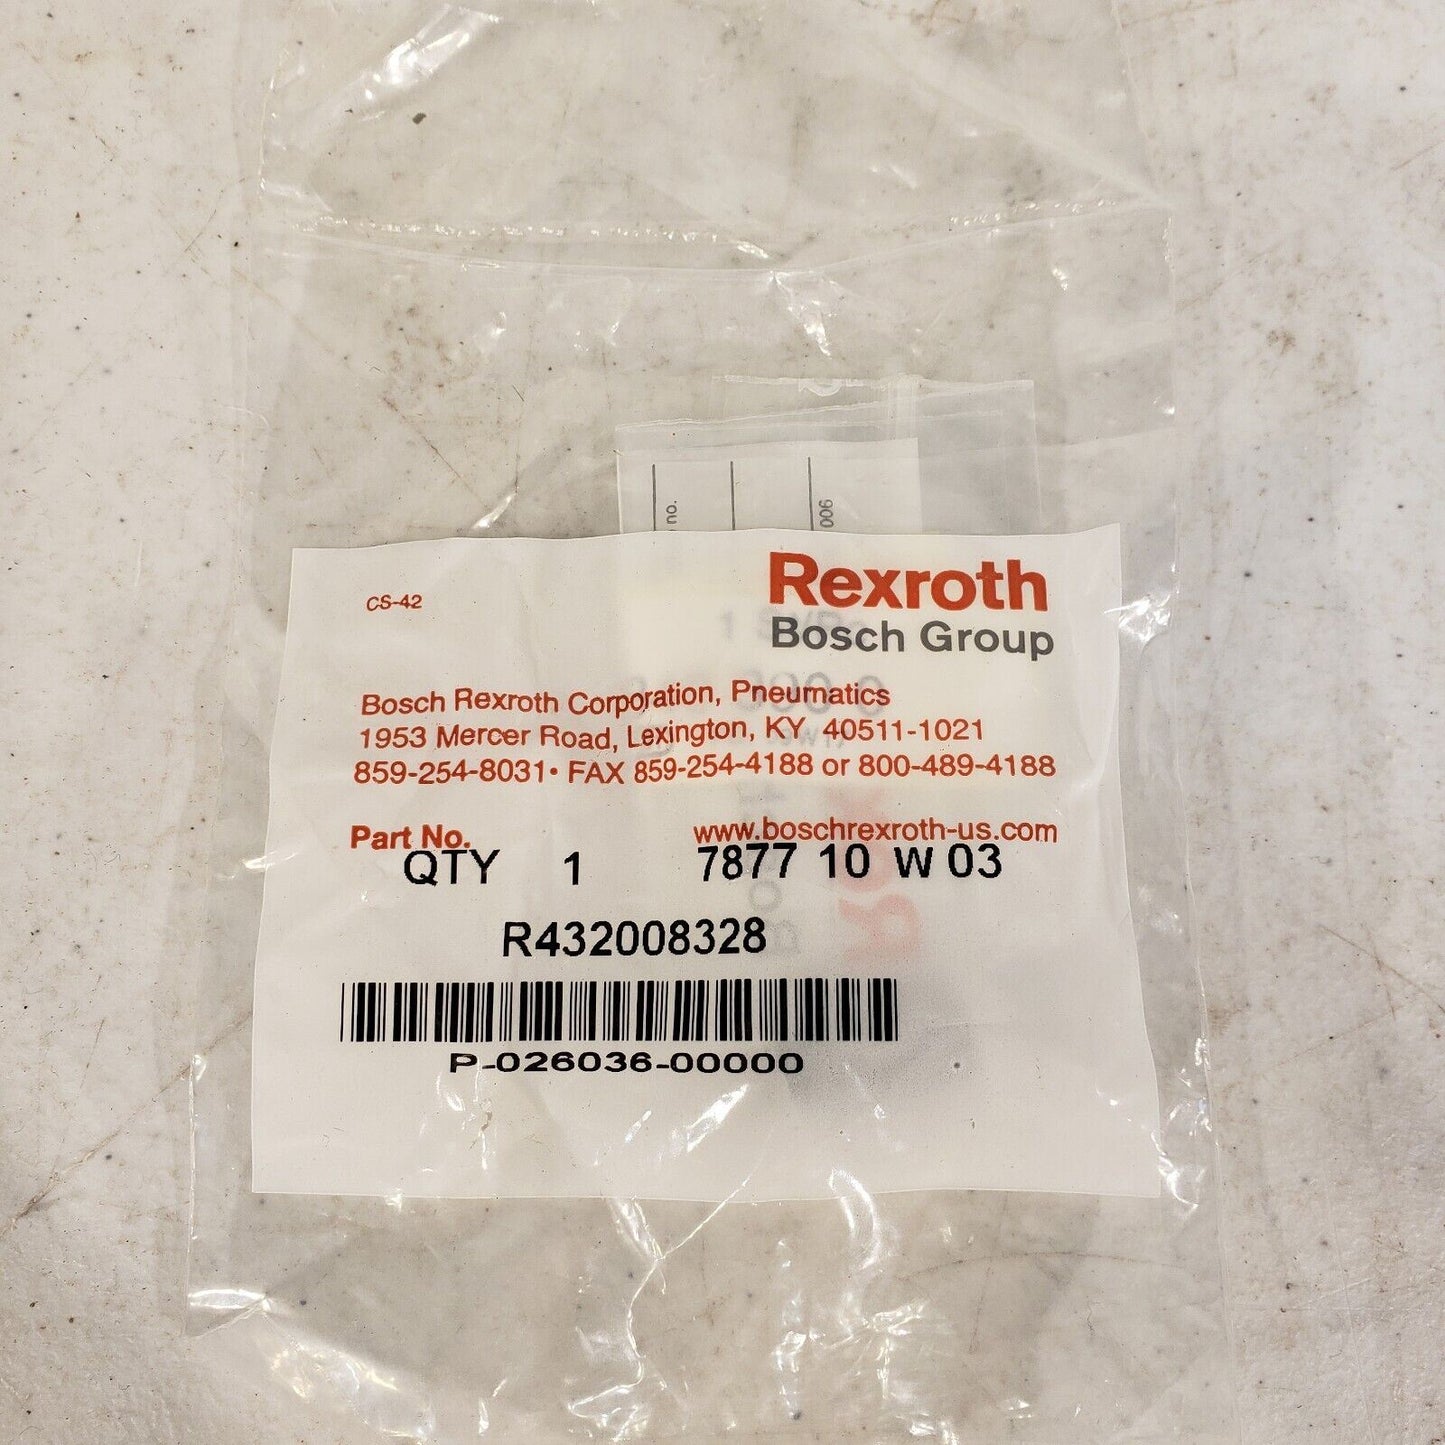 no.
006
CS-42
Rexroth
Bosch Group
Bosch Rexroth Corporation, Pneumatics
1953 Mercer Road, Lexington, KY 40511-1021
859-254-8031• FAX 859-254-4188 or 800-489-4188
Part No.
www.boschrexroth-us.com
QTY 1 7877 10 W 03
R432008328
P-026036-00000